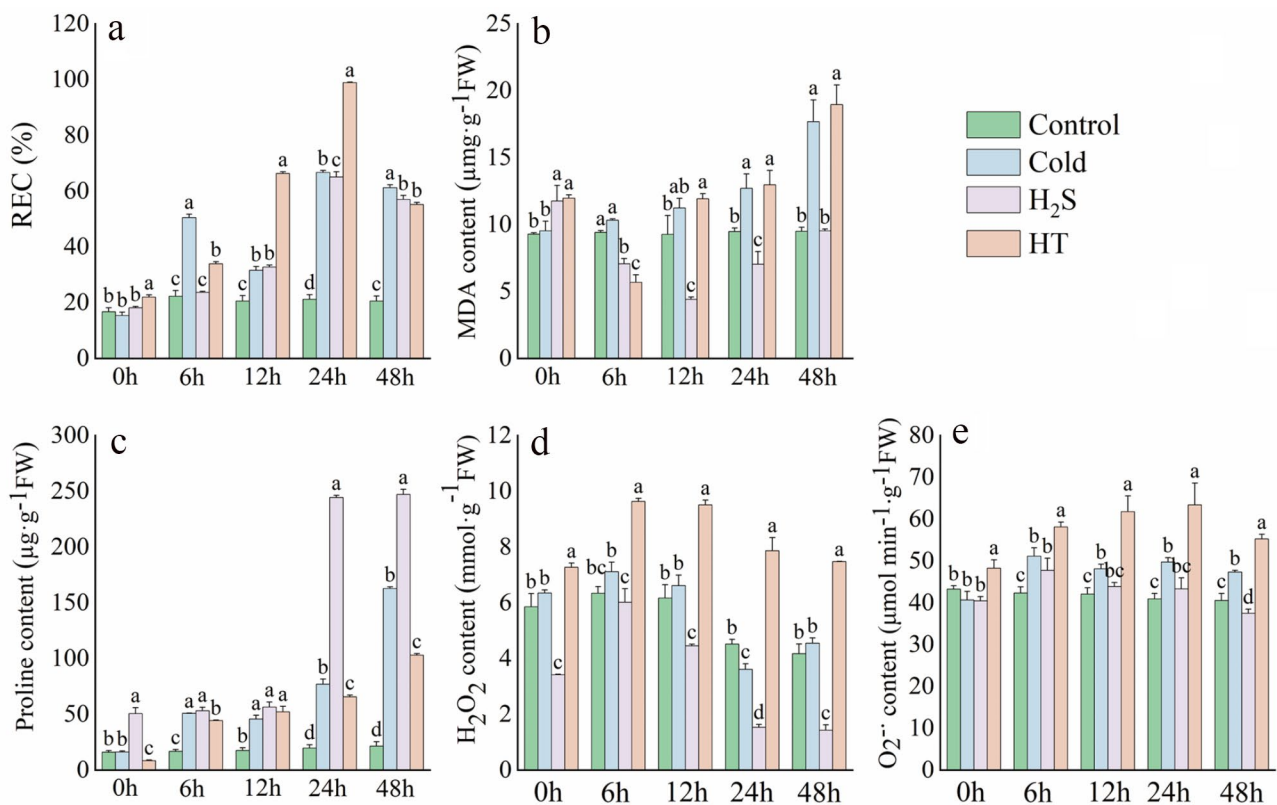 a
REC (%)
120
100
80
60
40
20
0
b b b a
c a c b
c b b a
d b c a
c a b b
0h 6h 12h 24h 48h
b
MDA content (μmg·g⁻¹FW)
25
20
15
10
5
0
b b a a
a a b c
b ab c a
b a c a
b a b a
0h 6h 12h 24h 48h
Control
Cold
H₂S
HT
c
Proline content (μg·g⁻¹FW)
300
250
200
150
100
50
0
b b a c
c a a b
b a a a
d b a c
d b a c
0h 6h 12h 24h 48h
d
H₂O₂ content (mmol·g⁻¹FW)
12
10
8
6
4
2
0
b b c a
bc b c a
b b c a
b c d a
b b c a
0h 6h 12h 24h 48h
e
O2⁻· content (μmol min⁻¹·g⁻¹FW)
80
70
60
50
40
30
20
10
0
b b b a
c b b a
c b bc a
c b bc a
c b d a
0h 6h 12h 24h 48h